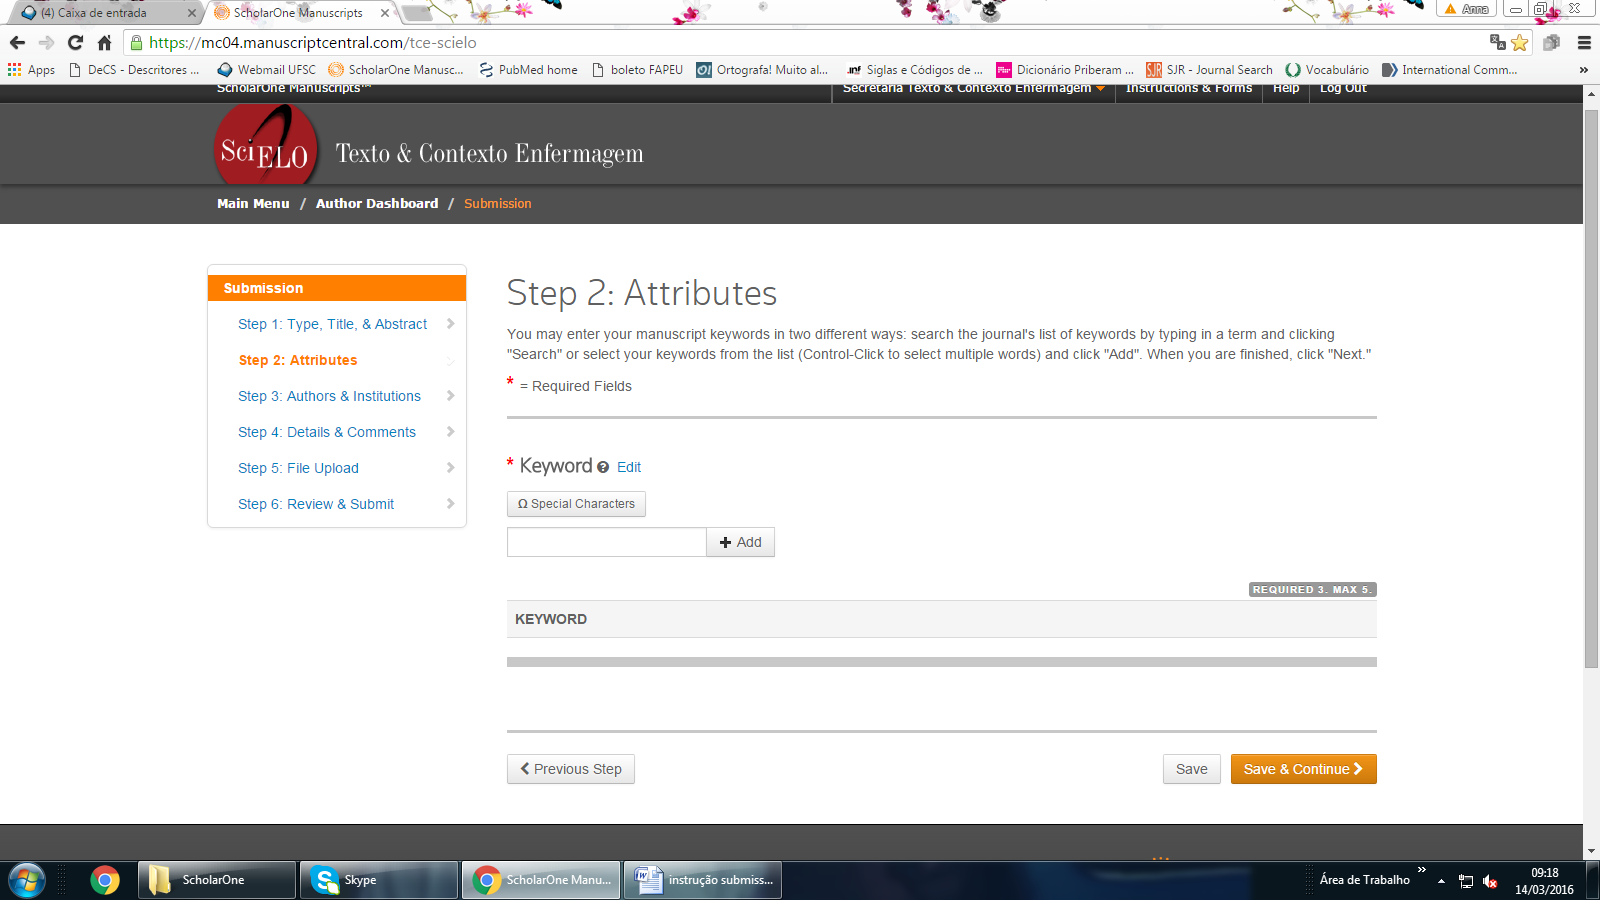 (4) Caixa de entrada
ScholarOne Manuscripts
Anna
https://mc04.manuscriptcentral.com/tce-scielo
Apps
DeCS - Descritores ...
Webmail UFSC
ScholarOne Manusc...
PubMed home
boleto FAPEU
Ortografa! Muito al...
Siglas e Códigos de ...
Dicionário Priberam ...
SJR - Journal Search
Vocabulário
International Comm...
»
ScholarOne Manuscripts™
Secretaria Texto & Contexto Enfermagem
Instructions & Forms
Help
Log Out
SciELO
Texto & Contexto Enfermagem
Main Menu / Author Dashboard / Submission
Submission
Step 1: Type, Title, & Abstract
Step 2: Attributes
Step 3: Authors & Institutions
Step 4: Details & Comments
Step 5: File Upload
Step 6: Review & Submit
Step 2: Attributes
You may enter your manuscript keywords in two different ways: search the journal's list of keywords by typing in a term and clicking
"Search" or select your keywords from the list (Control-Click to select multiple words) and click "Add". When you are finished, click "Next."
* = Required Fields
* Keyword ? Edit
Ω Special Characters
+ Add
REQUIRED 3. MAX 5.
KEYWORD
Previous Step
Save
Save & Continue
ScholarOne
Skype
ScholarOne Manu...
instrução submiss...
Área de Trabalho
»
09:18
14/03/2016